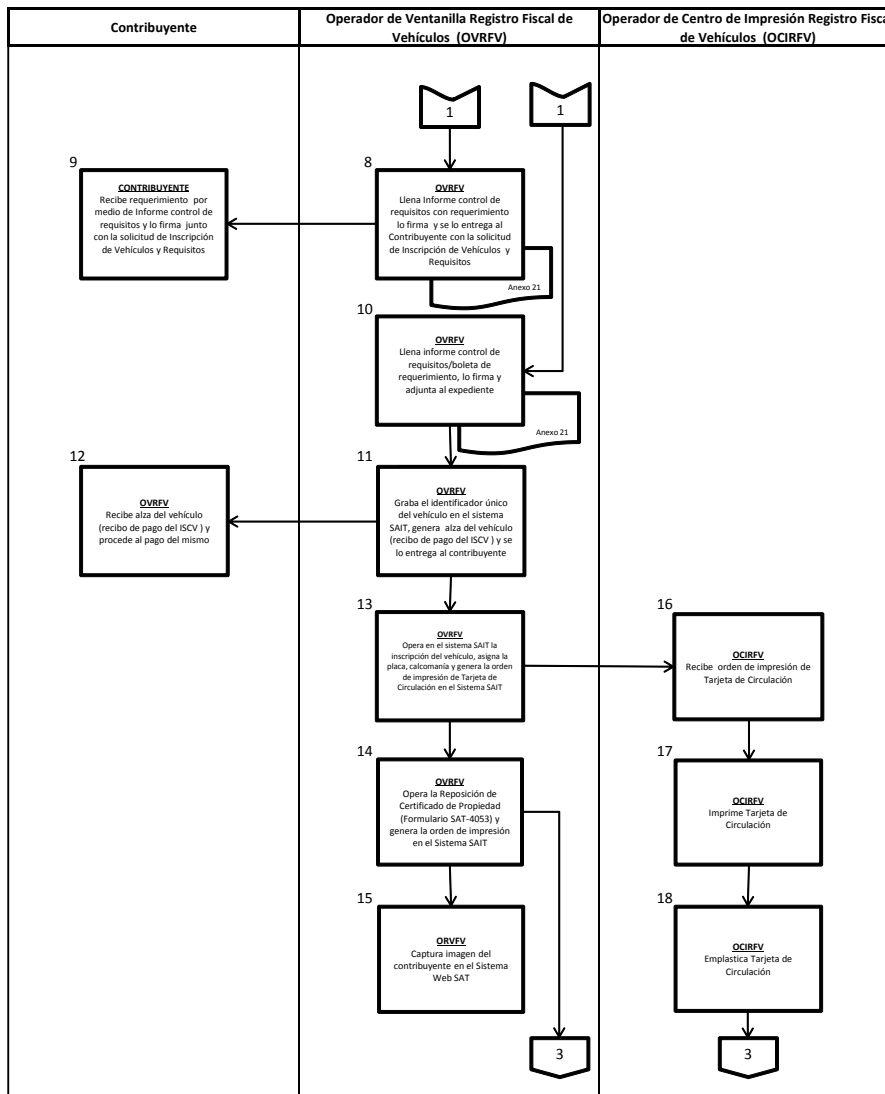 Contribuyente
Operador de Ventanilla Registro Fiscal de
Vehículos (OVRFV)
Operador de Centro de Impresión Registro Fisca
de Vehículos (OCIRFV)
1
1
9
CONTRIBUYENTE
Recibe requerimiento por
medio de Informe control de
requisitos y lo firma junto
con la solicitud de Inscripción
de Vehículos y Requisitos
8
OVRFV
Llena Informe control de
requisitos con requerimiento
lo firma y se lo entrega al
Contribuyente con la solicitud
de Inscripción de Vehículos y
Requisitos
Anexo 21
10
OVRFV
Llena informe control de
requisitos/boleta de
requerimiento, lo firma y
adjunta al expediente
Anexo 21
12
OVRFV
Recibe alza del vehículo
(recibo de pago del ISCV ) y
procede al pago del mismo
11
OVRFV
Graba el identificador único
del vehículo en el sistema
SAIT, genera alza del vehículo
(recibo de pago del ISCV ) y se
lo entrega al contribuyente
13
OVRFV
Opera en el sistema SAIT la
inscripción del vehículo, asigna la
placa, calcomanía y genera la orden
de impresión de Tarjeta de
Circulación en el Sistema SAIT
16
OCIRFV
Recibe orden de impresión de
Tarjeta de Circulación
14
OVRFV
Opera la Reposición de
Certificado de Propiedad
(Formulario SAT-4053) y
genera la orden de impresión
en el Sistema SAIT
17
OCIRFV
Imprime Tarjeta de
Circulación
15
ORVFV
Captura imagen del
contribuyente en el Sistema
Web SAT
18
OCIRFV
Emplastica Tarjeta de
Circulación
3
3